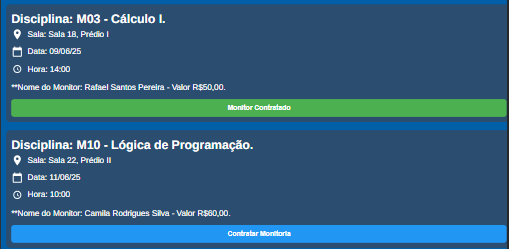 Disciplina: M03 - Cálculo I.
Sala: Sala 18, Prédio I
Data: 09/06/25
Hora: 14:00
**Nome do Monitor: Rafael Santos Pereira - Valor R$50,00.
Monitor Contratado
Disciplina: M10 - Lógica de Programação.
Sala: Sala 22, Prédio II
Data: 11/06/25
Hora: 10:00
**Nome do Monitor: Camila Rodrigues Silva - Valor R$60,00.
Contratar Monitoria